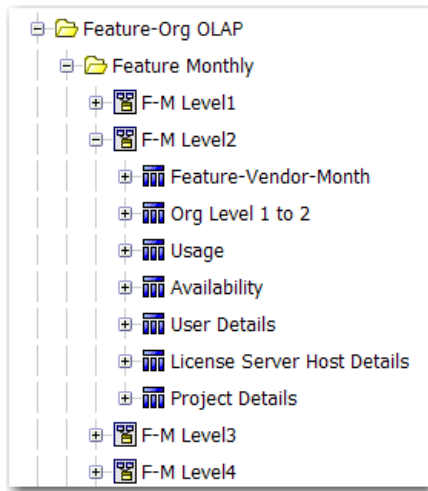 Feature-Org OLAP
Feature Monthly
F-M Level1
F-M Level2
Feature-Vendor-Month
Org Level 1 to 2
Usage
Availability
User Details
License Server Host Details
Project Details
F-M Level3
F-M Level4